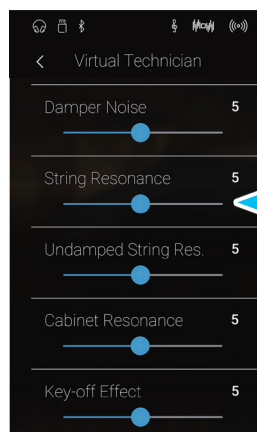 Virtual Technician
Damper Noise 5
String Resonance 5
Undamped String Res. 5
Cabinet Resonance 5
Key-off Effect 5